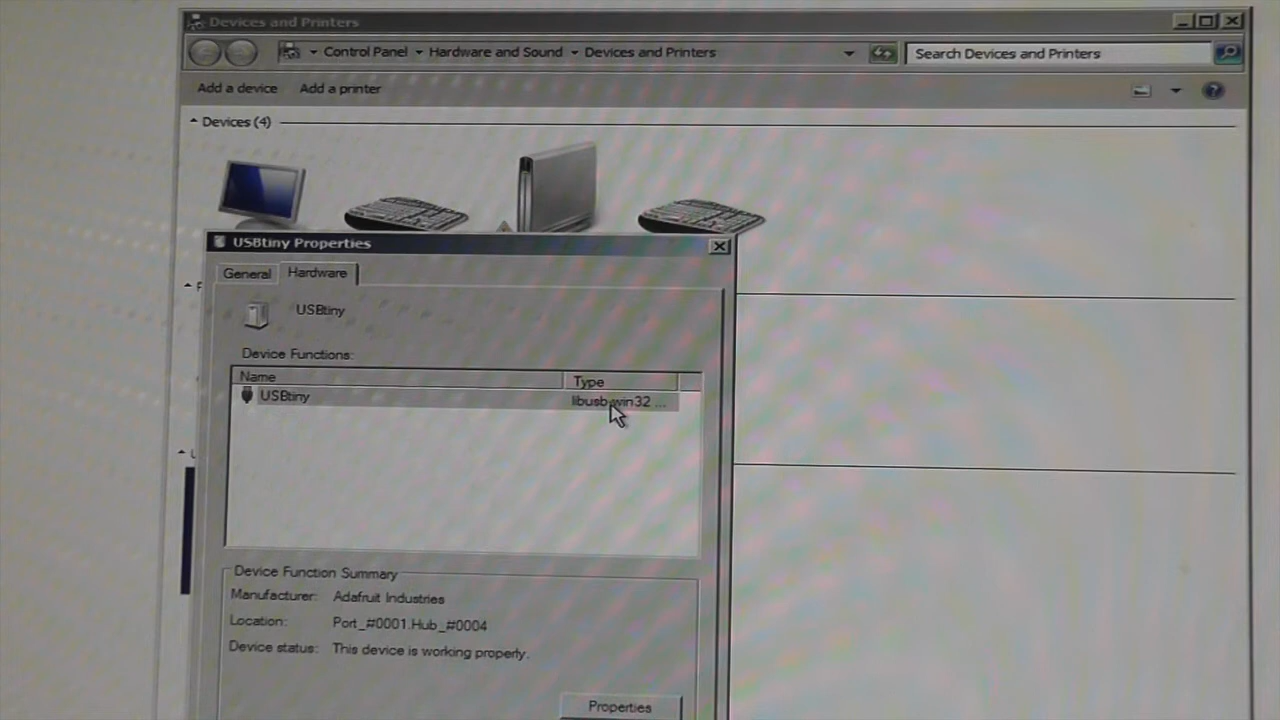 Devices and Printers
Control Panel Hardware and Sound Devices and Printers Search Devices and Printers
Add a device Add a printer
Devices (4)
USBtiny Properties
General Hardware
USBtiny
Device Functions:
Name Type
USBtiny libusb-win32 ...
Device Function Summary
Manufacturer: Adafruit Industries
Location: Port_#0001.Hub_#0004
Device status: This device is working properly.
Properties